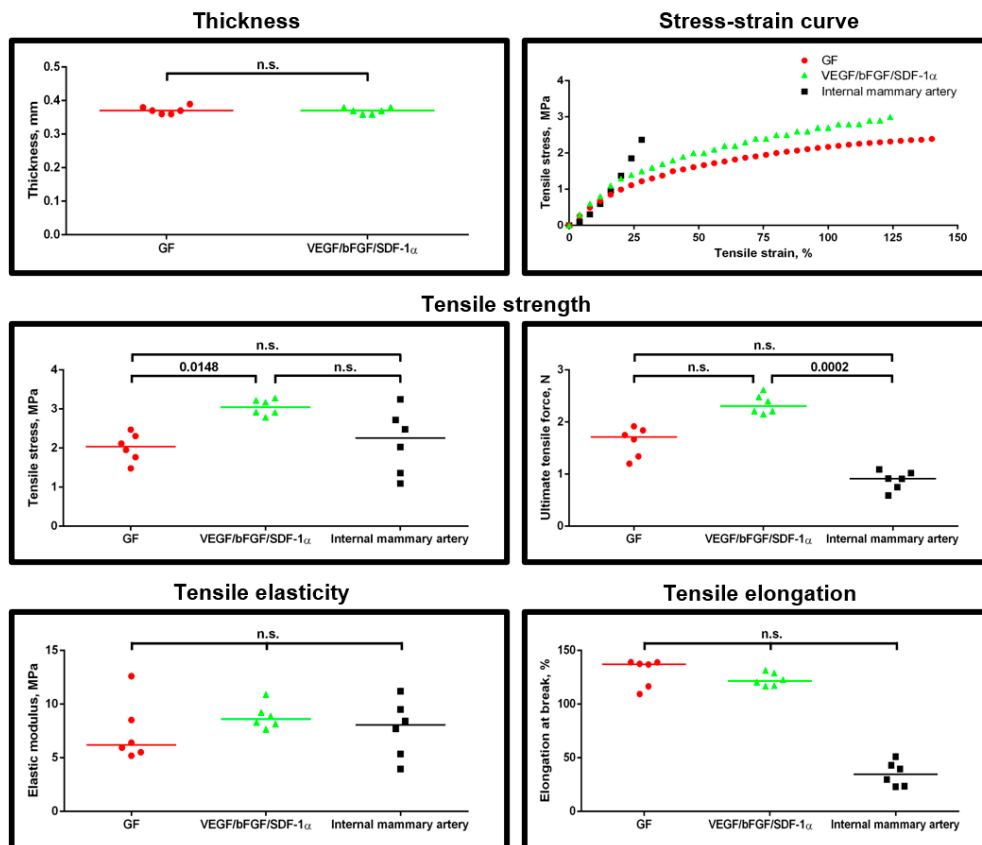 Thickness
n.s.
0.5
0.4
0.3
0.2
0.1
0.0
Thickness, mm
GF
VEGF/bFGF/SDF-1α
Stress-strain curve
GF
VEGF/bFGF/SDF-1α
Internal mammary artery
4
3
2
1
0
Tensile stress, MPa
0
25
50
75
100
125
150
Tensile strain, %
Tensile strength
n.s.
0.0148
n.s.
4
3
2
1
0
Tensile stress, MPa
GF
VEGF/bFGF/SDF-1α
Internal mammary artery
n.s.
n.s.
0.0002
3
2
1
0
Ultimate tensile force, N
GF
VEGF/bFGF/SDF-1α
Internal mammary artery
Tensile elasticity
n.s.
15
10
5
0
Elastic modulus, MPa
GF
VEGF/bFGF/SDF-1α
Internal mammary artery
Tensile elongation
n.s.
150
100
50
0
Elongation at break, %
GF
VEGF/bFGF/SDF-1α
Internal mammary artery